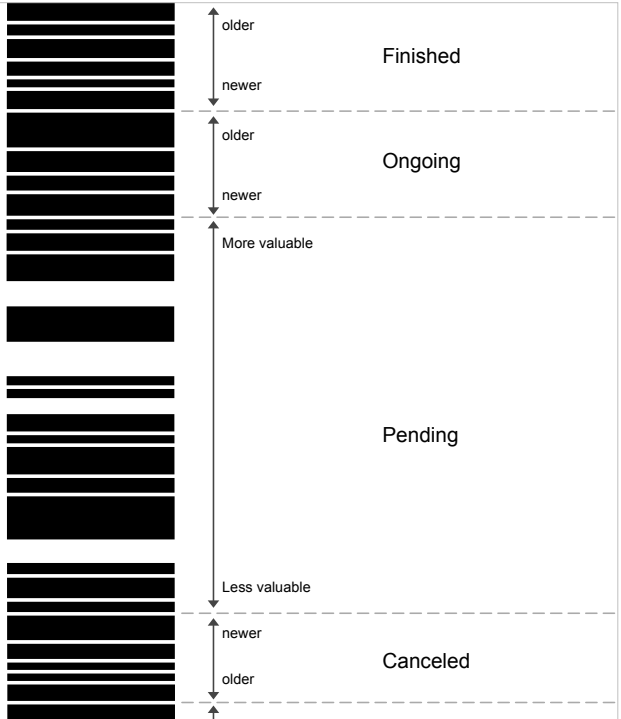 older
Finished
newer
older
Ongoing
newer
More valuable
Pending
Less valuable
newer
Canceled
older